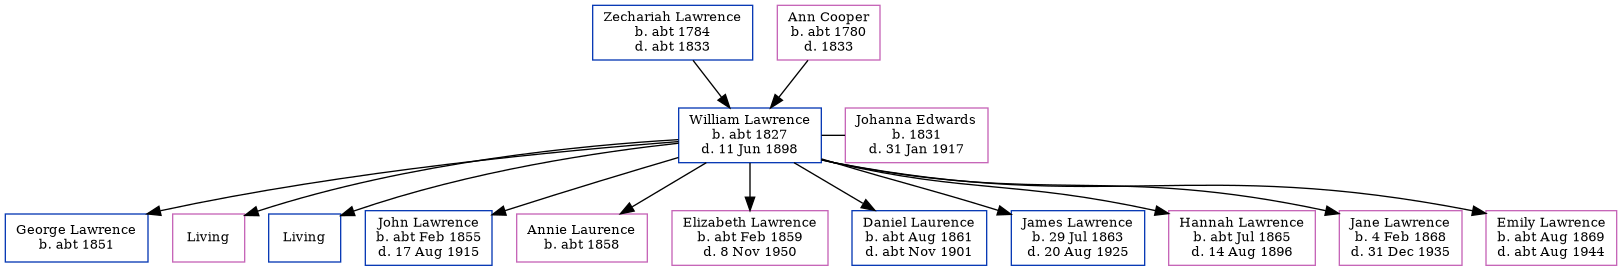 Zechariah Lawrence
b. abt 1784
d. abt 1833
Ann Cooper
b. abt 1780
d. 1833
William Lawrence
b. abt 1827
d. 11 Jun 1898
Johanna Edwards
b. 1831
d. 31 Jan 1917
George Lawrence
b. abt 1851
Living
Living
John Lawrence
b. abt Feb 1855
d. 17 Aug 1915
Annie Laurence
b. abt 1858
Elizabeth Lawrence
b. abt Feb 1859
d. 8 Nov 1950
Daniel Laurence
b. abt Aug 1861
d. abt Nov 1901
James Lawrence
b. 29 Jul 1863
d. 20 Aug 1925
Hannah Lawrence
b. abt Jul 1865
d. 14 Aug 1896
Jane Lawrence
b. 4 Feb 1868
d. 31 Dec 1935
Emily Lawrence
b. abt Aug 1869
d. abt Aug 1944